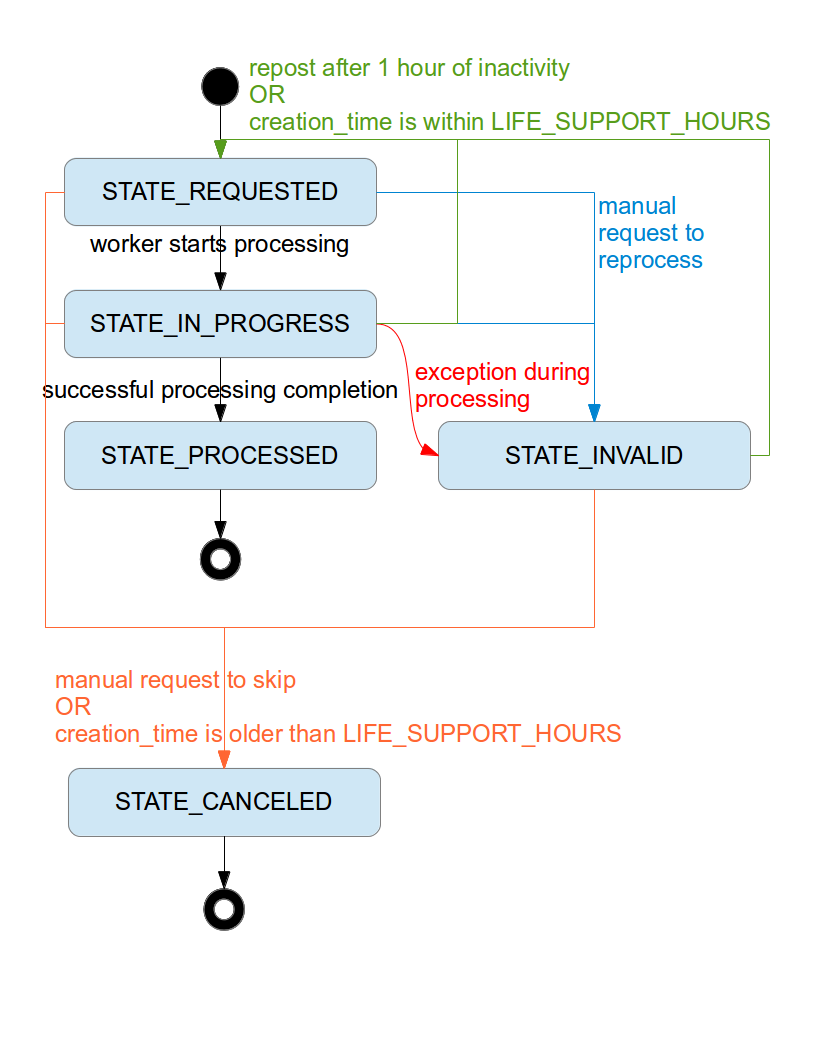 repost after 1 hour of inactivity
OR
creation_time is within LIFE_SUPPORT_HOURS
STATE_REQUESTED
manual
request to
reprocess
worker starts processing
STATE_IN_PROGRESS
exception during
processing
successful processing completion
STATE_PROCESSED
STATE_INVALID
manual request to skip
OR
creation_time is older than LIFE_SUPPORT_HOURS
STATE_CANCELED